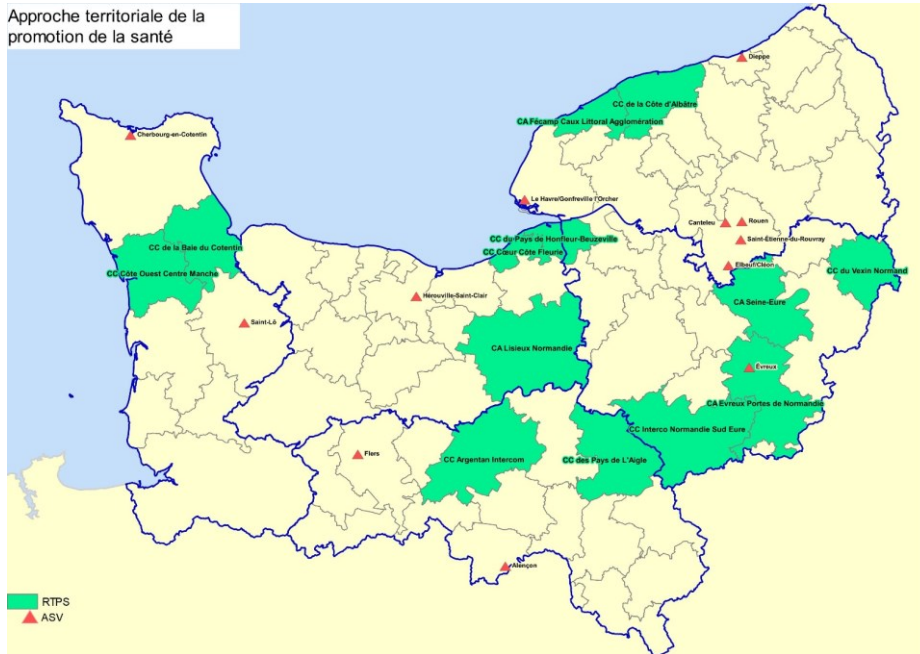 Approche territoriale de la
promotion de la santé
Dieppe
CC de la Côte d'Albâtre
CA Fécamp Caux Littoral Agglomération
Cherbourg-en-Cotentin
Le Havre/Gonfreville l'Orcher
Canteleu
Rouen
Saint-Étienne-du-Rouvray
CC du Pays de Honfleur-Beuzeville
CC de la Baie du Cotentin
CC Cœur Côte Fleurie
Elbeuf/Cléon
CC du Vexin Normand
CC Côte Ouest Centre Manche
Hérouville-Saint-Clair
CA Seine-Eure
Saint-Lô
CA Lisieux Normandie
Évreux
CA Evreux Portes de Normandie
CC Interco Normandie Sud Eure
Flers
CC Argentan Intercom
CC des Pays de L'Aigle
Alençon
RTPS
ASV